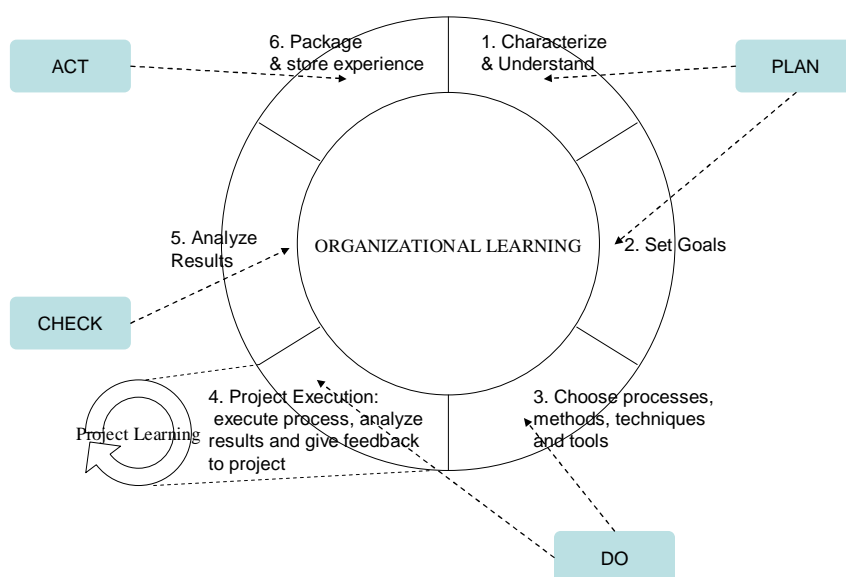 6. Package
& store experience
1. Characterize
& Understand
ACT
PLAN
5. Analyze
Results
ORGANIZATIONAL LEARNING
2. Set Goals
CHECK
Project Learning
4. Project Execution:
execute process, analyze
results and give feedback
to project
3. Choose processes,
methods, techniques
and tools
DO